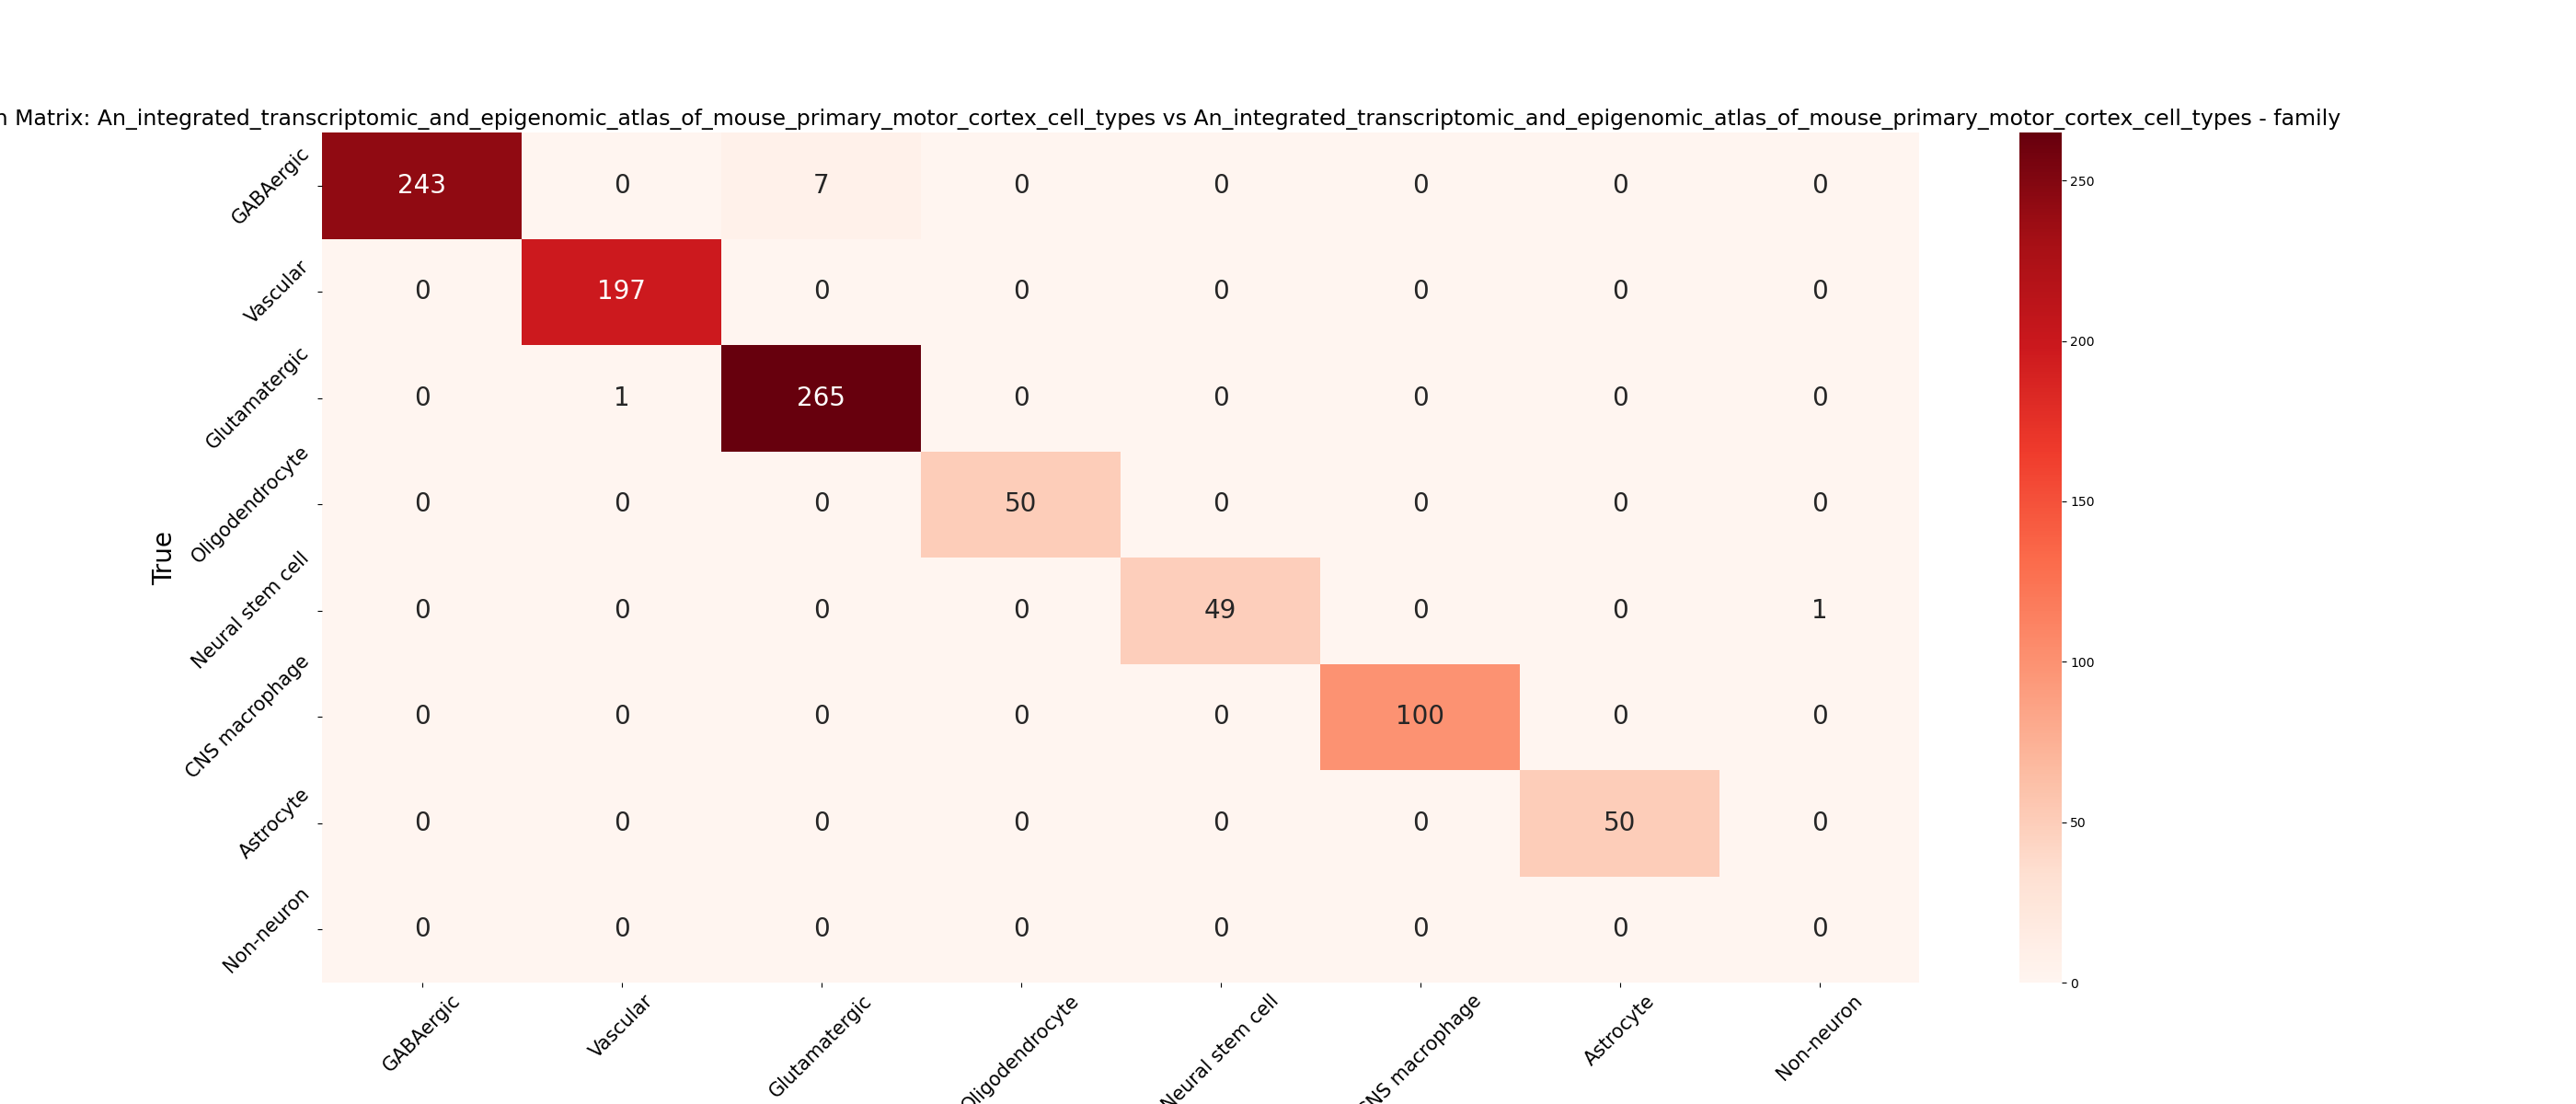 n Matrix: An_integrated_transcriptomic_and_epigenomic_atlas_of_mouse_primary_motor_cortex_cell_types vs An_integrated_transcriptomic_and_epigenomic_atlas_of_mouse_primary_motor_cortex_cell_types - family
GABAergic 243 0 7 0 0 0 0 0
Vascular 0 197 0 0 0 0 0 0
Glutamatergic 0 1 265 0 0 0 0 0
Oligodendrocyte 0 0 0 50 0 0 0 0
Neural stem cell 0 0 0 0 49 0 0 1
CNS macrophage 0 0 0 0 0 100 0 0
Astrocyte 0 0 0 0 0 0 50 0
Non-neuron 0 0 0 0 0 0 0 0
True
GABAergic Vascular Glutamatergic Oligodendrocyte Neural stem cell CNS macrophage Astrocyte Non-neuron
250
200
150
100
50
0